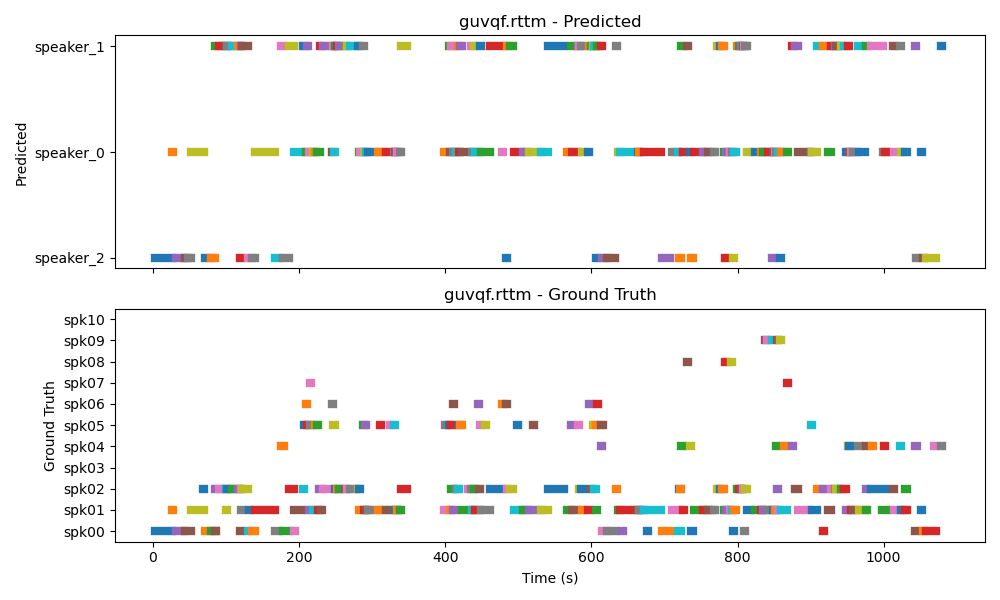 guvqf.rttm - Predicted
speaker_1
speaker_0
speaker_2
Predicted
guvqf.rttm - Ground Truth
spk10
spk09
spk08
spk07
spk06
spk05
spk04
spk03
spk02
spk01
spk00
Ground Truth
0 200 400 600 800 1000
Time (s)